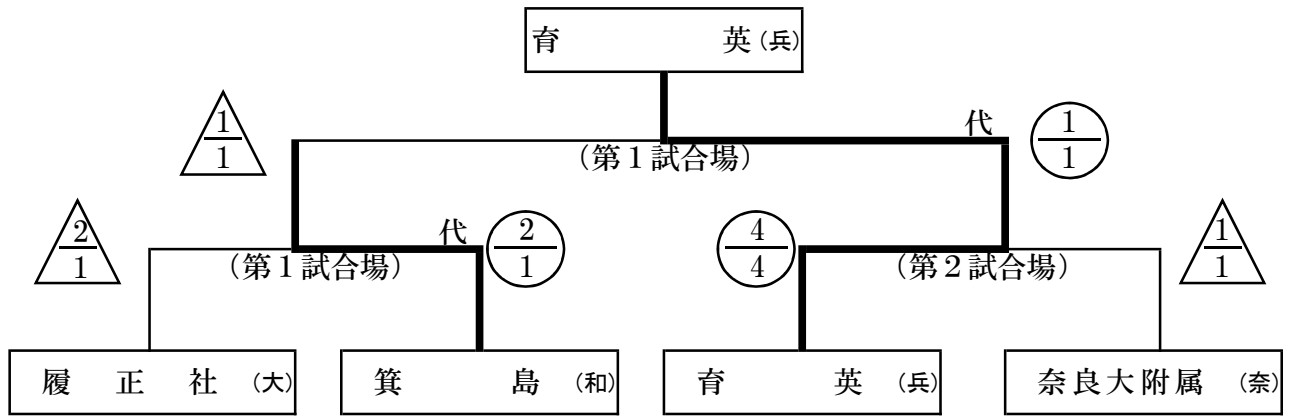 育 英(兵)
代
1
1
1
1
(第1試合場)
2
1
代
2
1
4
4
1
1
(第1試合場)
(第2試合場)
履 正 社 (大)
箕 島 (和)
育 英 (兵)
奈良大附属 (奈)